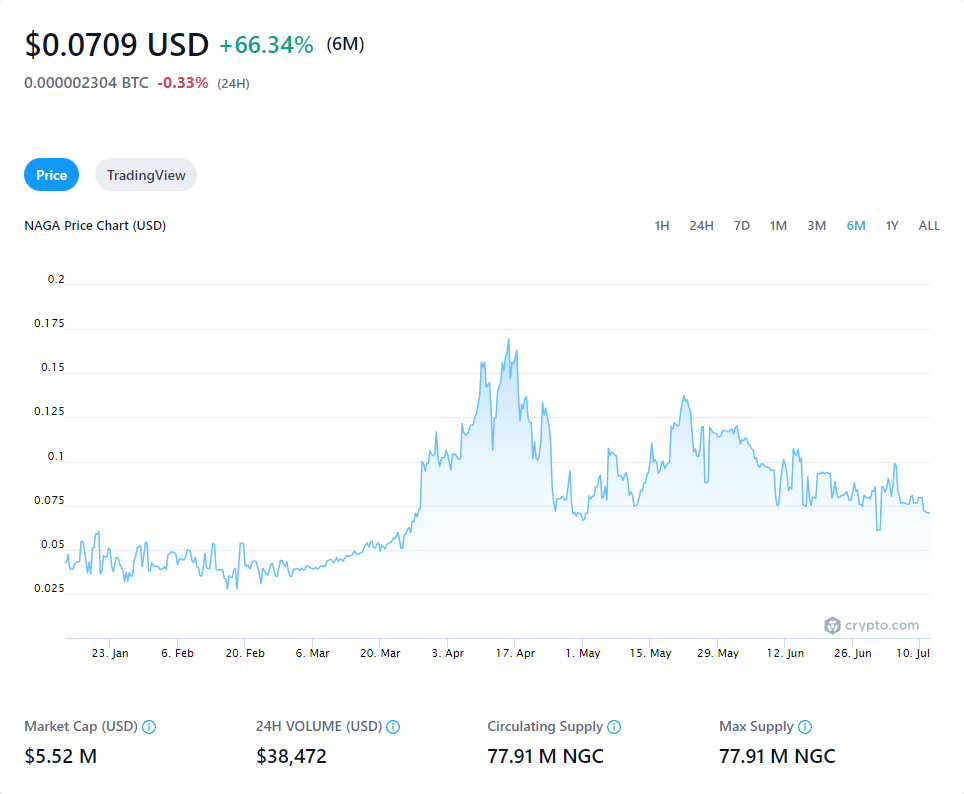 $0.0709 USD +66.34% (6M)
0.000002304 BTC -0.33% (24H)
Price TradingView
NAGA Price Chart (USD) 1H 24H 7D 1M 3M 6M 1Y ALL
0.2
0.175
0.15
0.125
0.1
0.075
0.05
0.025
crypto.com
23. Jan 6. Feb 20. Feb 6. Mar 20. Mar 3. Apr 17. Apr 1. May 15. May 29. May 12. Jun 26. Jun 10. Jul
Market Cap (USD) 24H VOLUME (USD) Circulating Supply Max Supply
$5.52 M $38,472 77.91 M NGC 77.91 M NGC